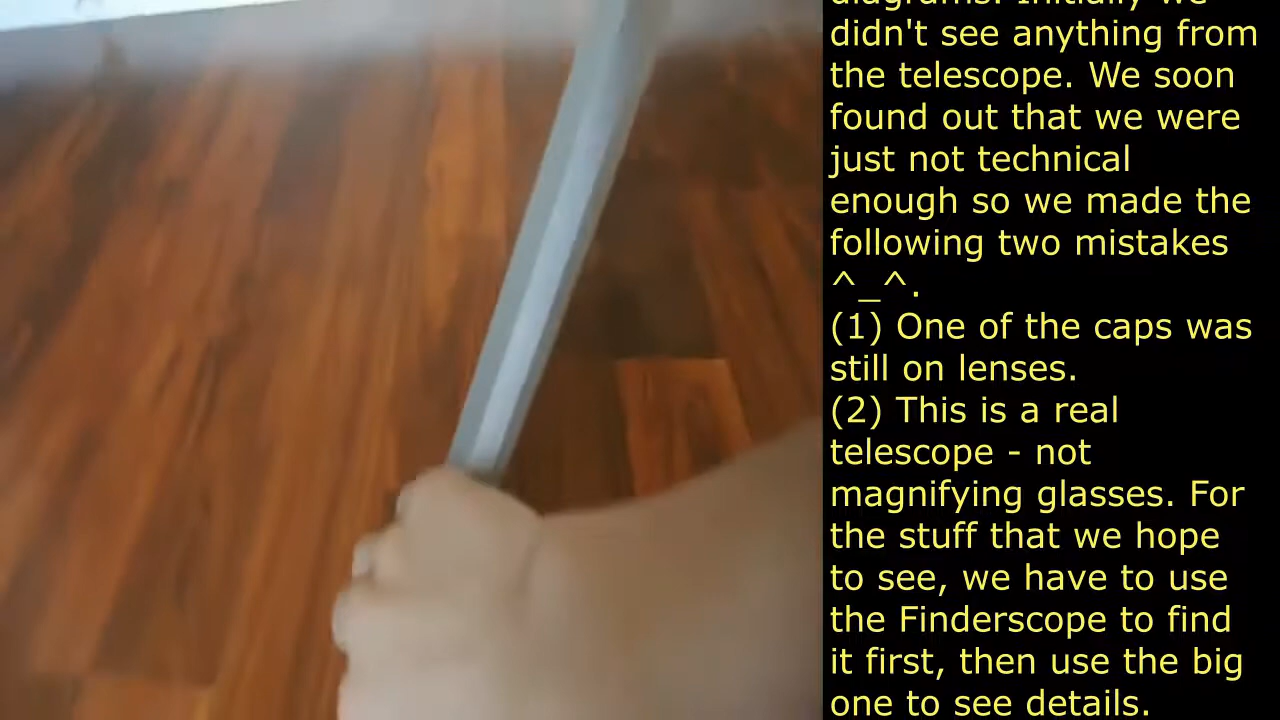 diagrams. Initially we
didn't see anything from
the telescope. We soon
found out that we were
just not technical
enough so we made the
following two mistakes
^_^.
(1) One of the caps was
still on lenses.
(2) This is a real
telescope - not
magnifying glasses. For
the stuff that we hope
to see, we have to use
the Finderscope to find
it first, then use the big
one to see details.